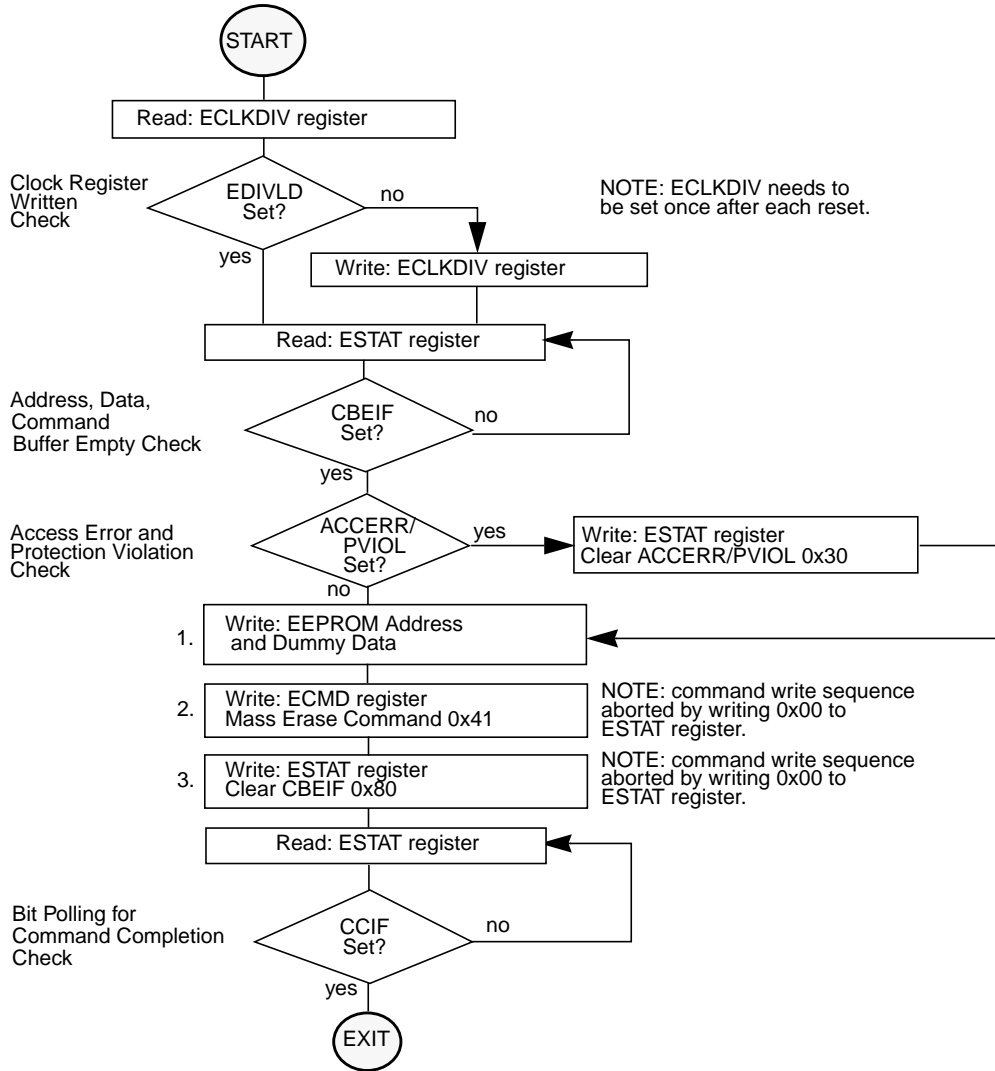 START
Read: ECLKDIV register
Clock Register
Written
Check
EDIVLD
Set?
no
yes
NOTE: ECLKDIV needs to
be set once after each reset.
Write: ECLKDIV register
Read: ESTAT register
Address, Data,
Command
Buffer Empty Check
CBEIF
Set?
no
yes
Access Error and
Protection Violation
Check
ACCERR/
PVIOL
Set?
yes
no
Write: ESTAT register
Clear ACCERR/PVIOL 0x30
1.
Write: EEPROM Address
and Dummy Data
2.
Write: ECMD register
Mass Erase Command 0x41
NOTE: command write sequence
aborted by writing 0x00 to
ESTAT register.
3.
Write: ESTAT register
Clear CBEIF 0x80
NOTE: command write sequence
aborted by writing 0x00 to
ESTAT register.
Read: ESTAT register
Bit Polling for
Command Completion
Check
CCIF
Set?
no
yes
EXIT